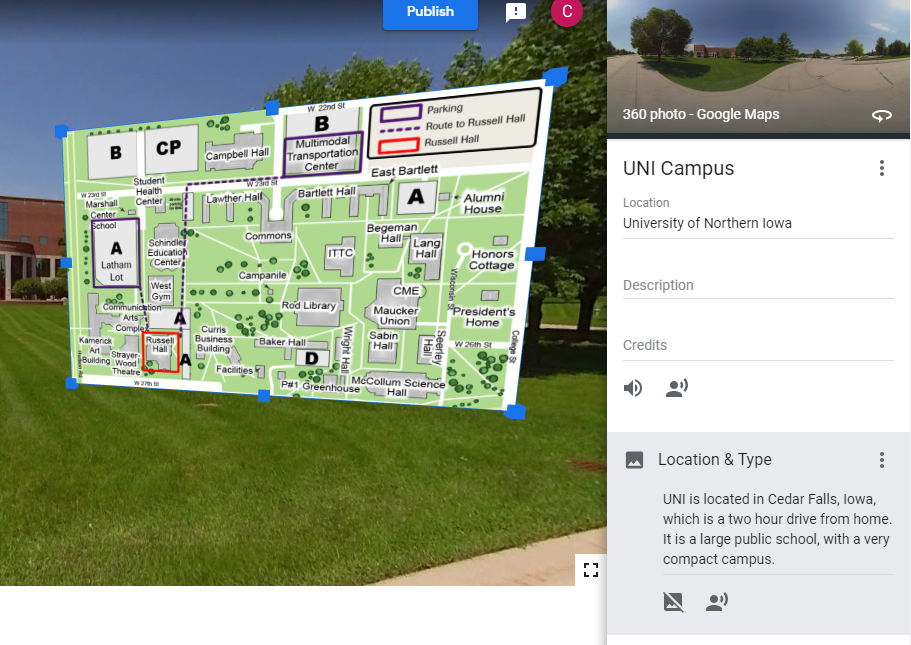 Publish
C
W. 22nd St
B
CP
Campbell Hall
B
Multimodal
Transportation
Center
Parking
Route to Russell Hall
Russell Hall
East Bartlett
W 23rd St
Student
Health
Center
W 23rd St
Lawther Hall
Bartlett Hall
A
Alumni
House
Marshall
Center
School
A
Latham
Lot
Schindler
Education
Center
Commons
Begeman
Hall
Lang
Hall
ITTC
Honors
Cottage
Campanile
West
Gym
Rod Library
CME
Maucker
Union
Wisconsin St
President's
Home
Communication
Arts
Complex
A
Russell
Hall
Curtis
Business
Building
Baker Hall
Wright Hall
Sabin
Hall
Seerley
Hall
W 26th St
College St
Kamerick
Art
Building
Strayer-
Wood
Theatre
A
Facilities
D
P#1 Greenhouse
McCollum Science
Hall
W 27th St
360 photo - Google Maps
UNI Campus
Location
University of Northern Iowa
Description
Credits
Location & Type
UNI is located in Cedar Falls, Iowa,
which is a two hour drive from home.
It is a large public school, with a very
compact campus.